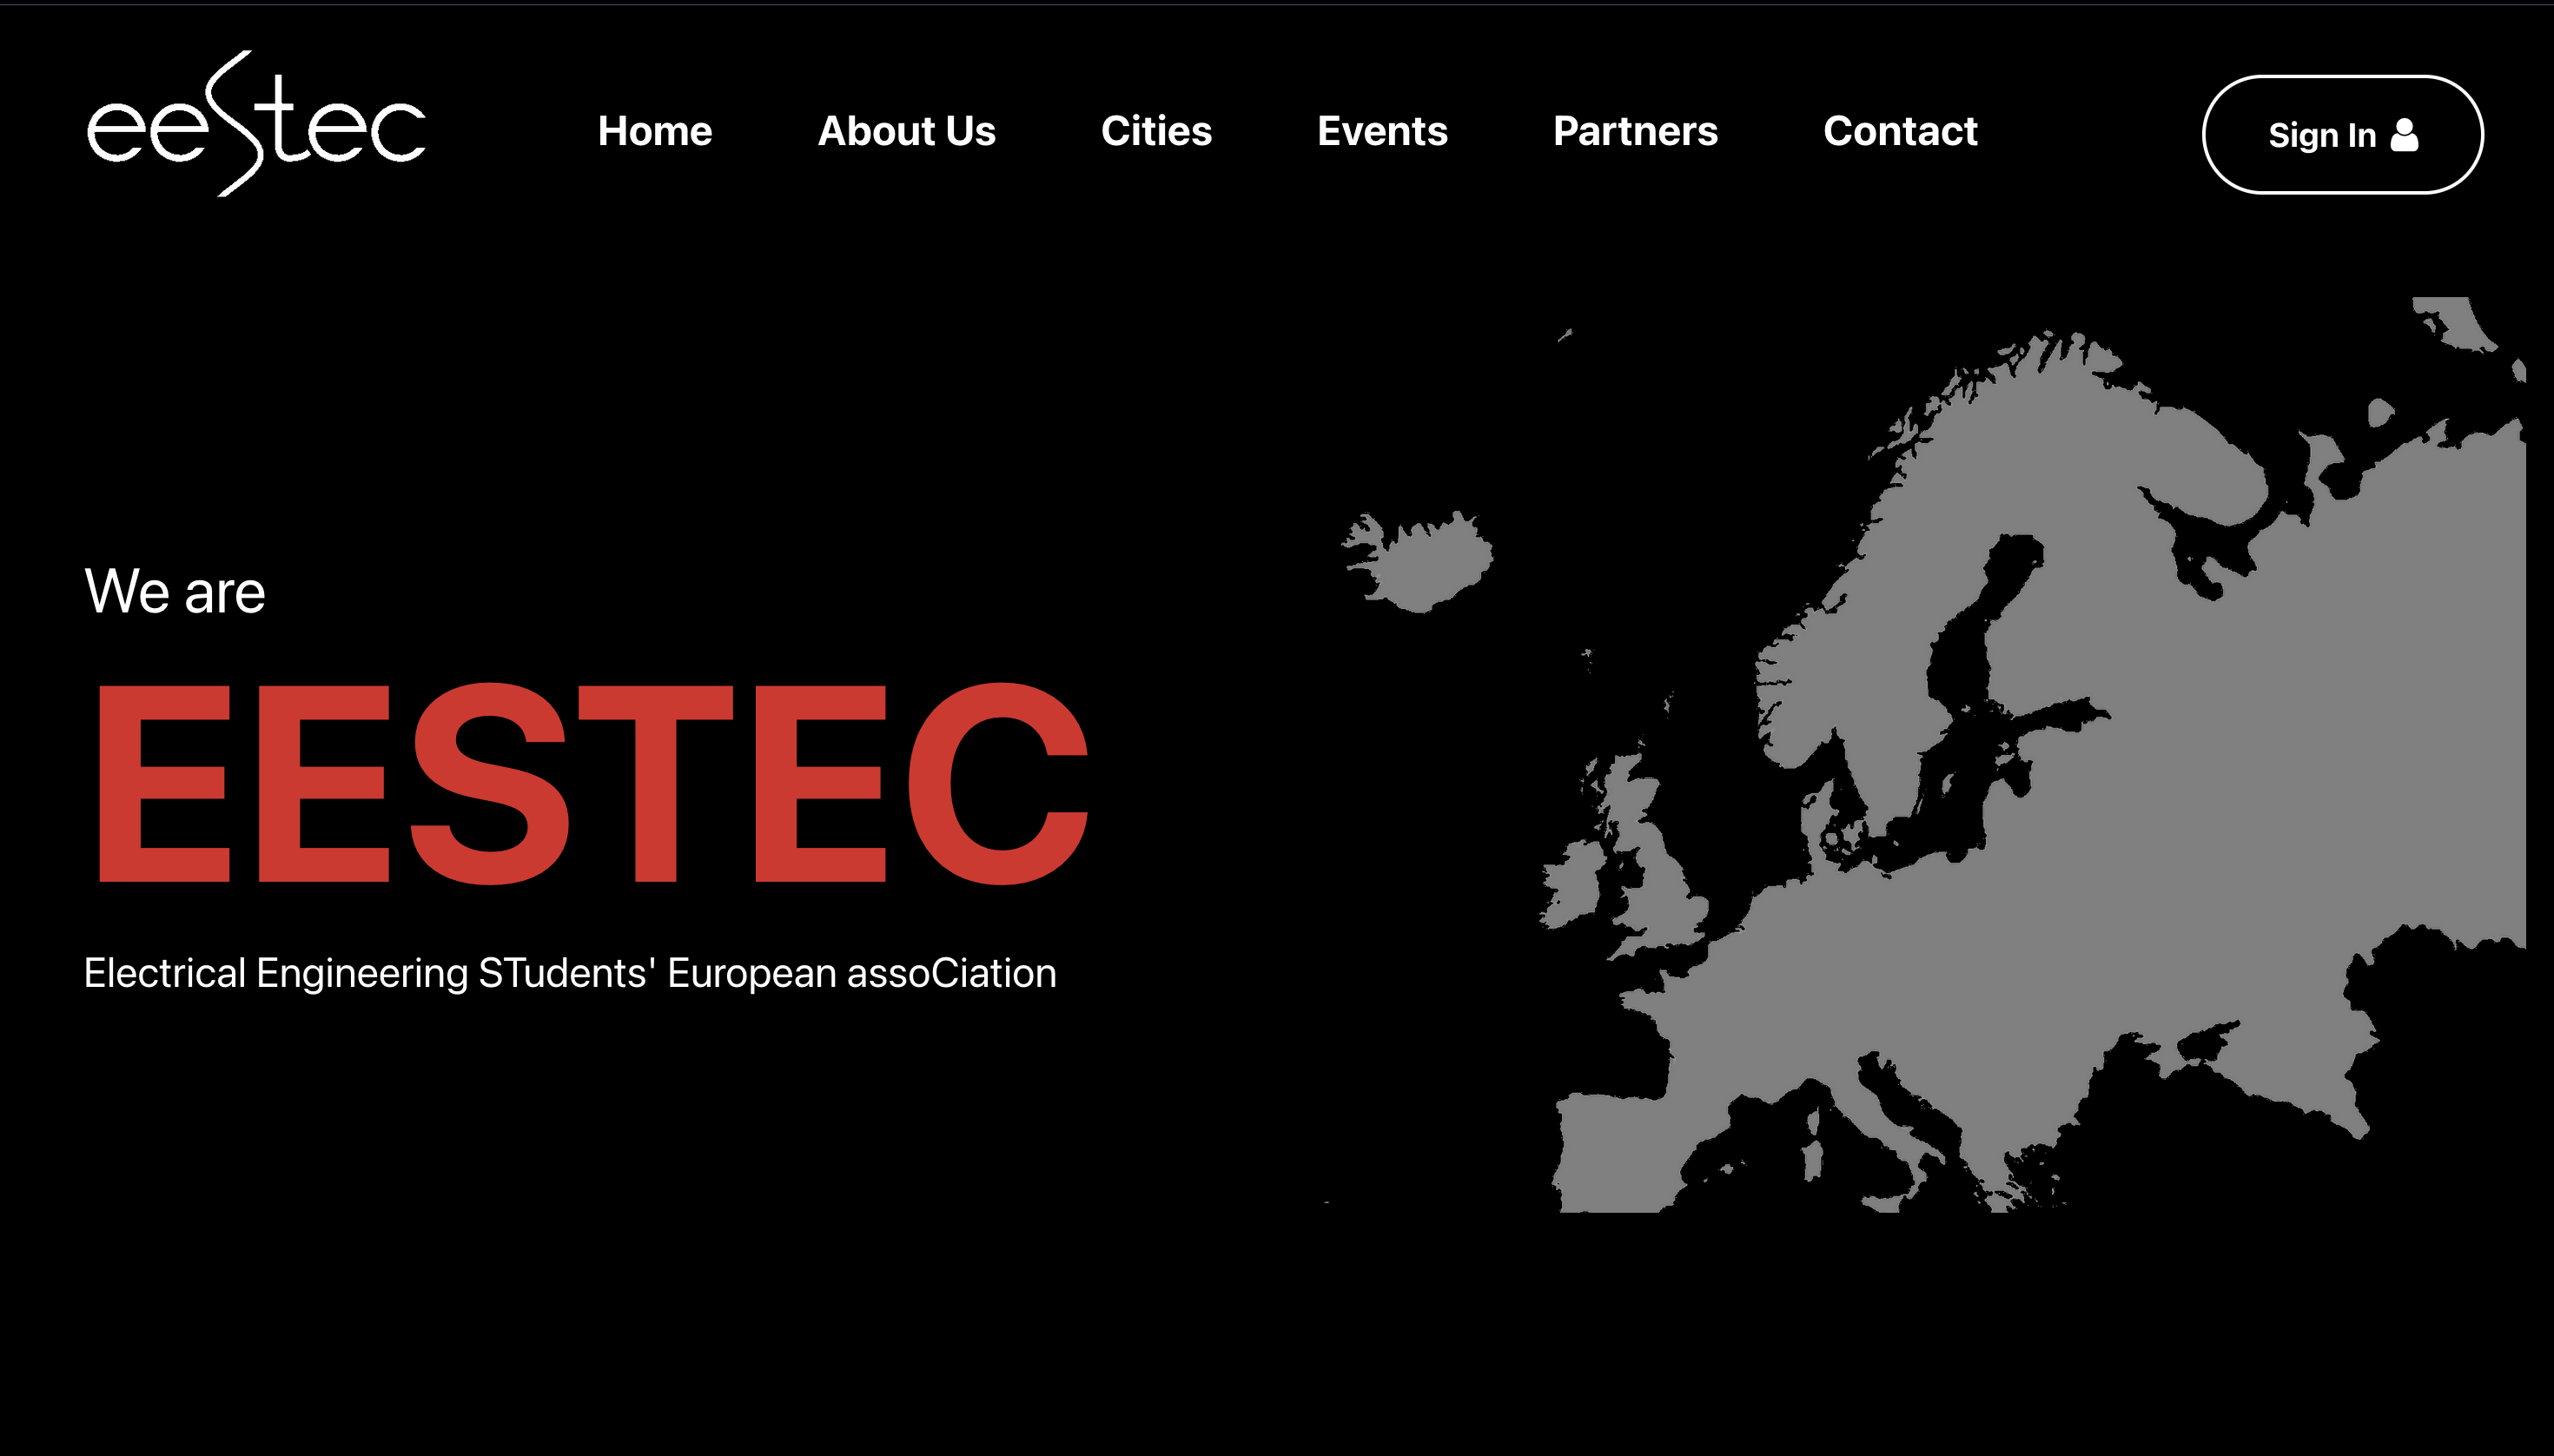 eestec
Home About Us Cities Events Partners Contact Sign In
We are
EESTEC
Electrical Engineering STudents' European assoCiation